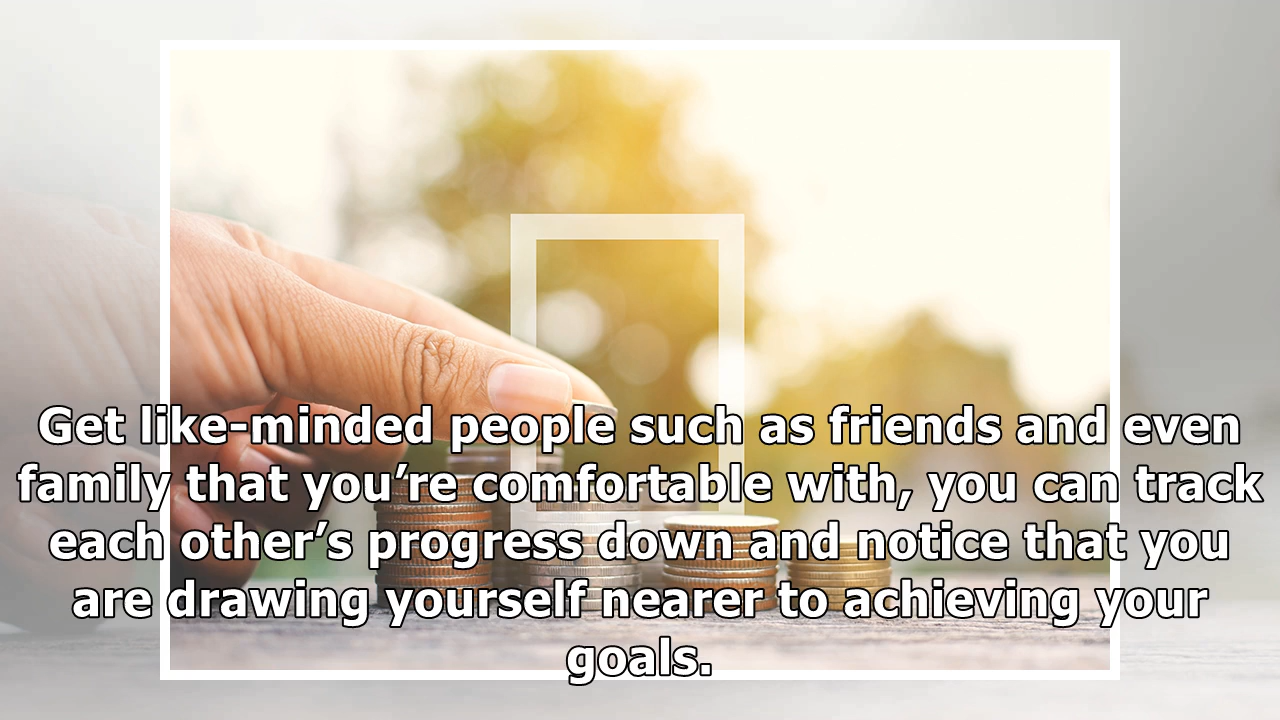 Get like-minded people such as friends and even
family that you’re comfortable with, you can track
each other’s progress down and notice that you
are drawing yourself nearer to achieving your
goals.